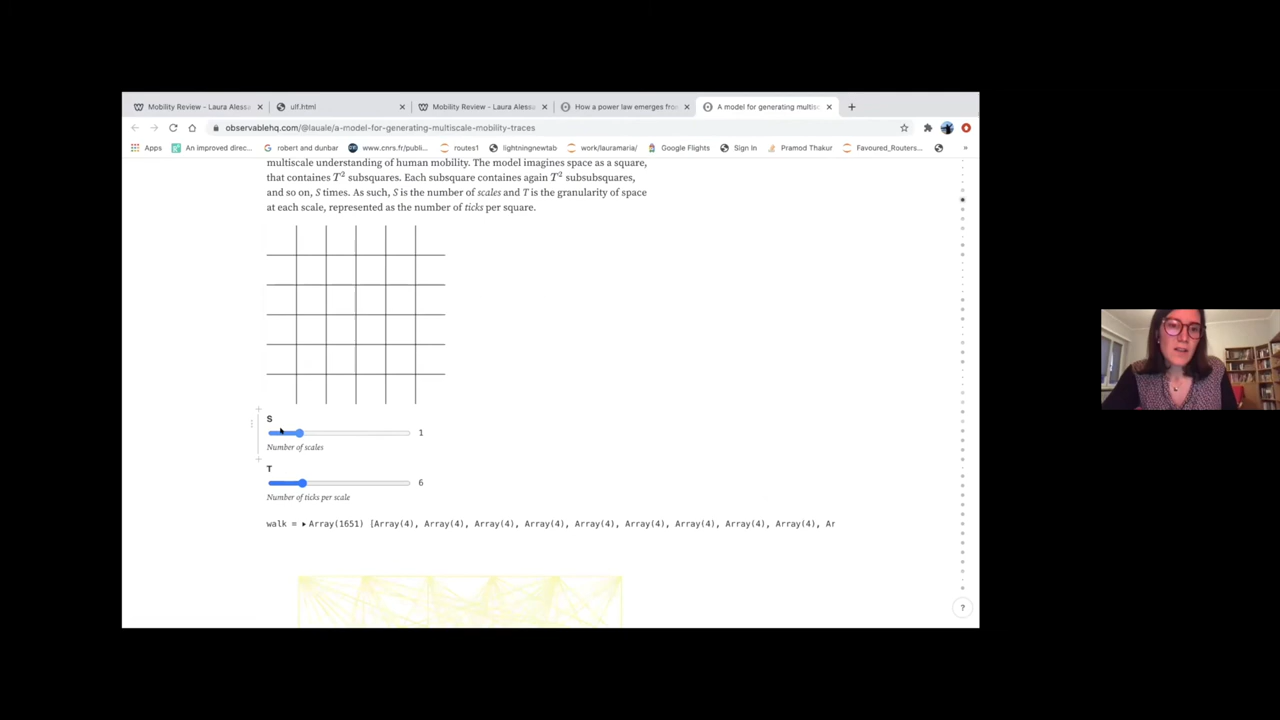 Mobility Review - Laura Alessa
ulf.html
Mobility Review - Laura Alessa
How a power law emerges from
A model for generating multisc
observablehq.com/@lauale/a-model-for-generating-multiscale-mobility-traces
Apps
An improved direc...
robert and dunbar
www.cnrs.fr/publi...
routes1
lightningnewtab
work/lauramaria/
Google Flights
Sign In
Pramod Thakur
Favoured_Routers...
»
multiscale understanding of human mobility. The model imagines space as a square,
that containes T² subsquares. Each subsquare containes again T² subsubsquares,
and so on, S times. As such, S is the number of scales and T is the granularity of space
at each scale, represented as the number of ticks per square.
S
1
Number of scales
T
6
Number of ticks per scale
walk = ▸Array(1651) [Array(4), Array(4), Array(4), Array(4), Array(4), Array(4), Array(4), Array(4), Array(4), Ar
?